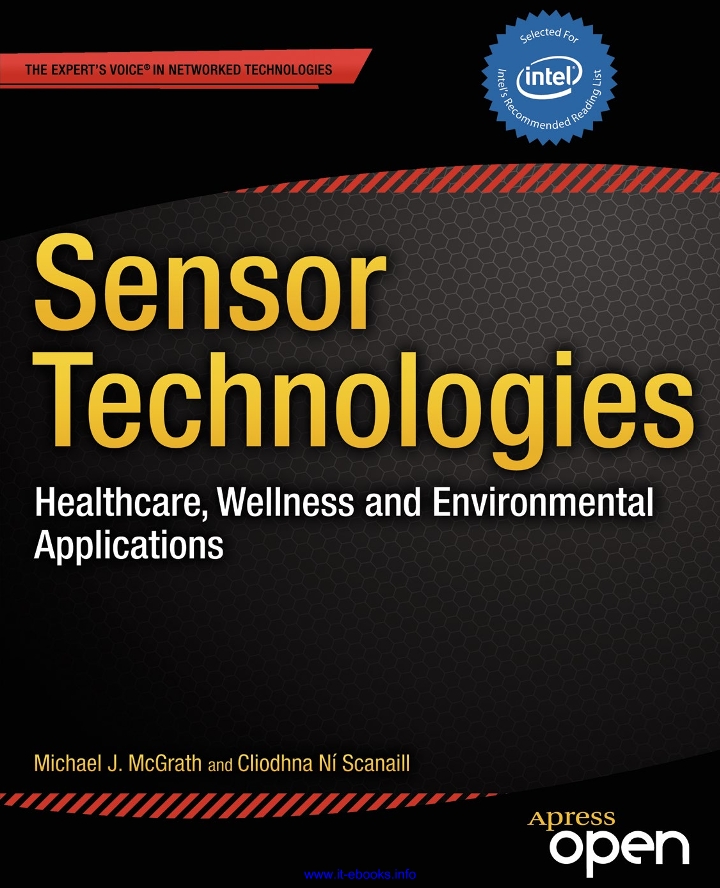 THE EXPERT'S VOICE® IN NETWORKED TECHNOLOGIES
Selected For
intel®
Intel's Recommended Reading List
Sensor
Technologies
Healthcare, Wellness and Environmental
Applications
Michael J. McGrath and Cliodhna Ní Scanaill
Apress
open
www.it-ebooks.info